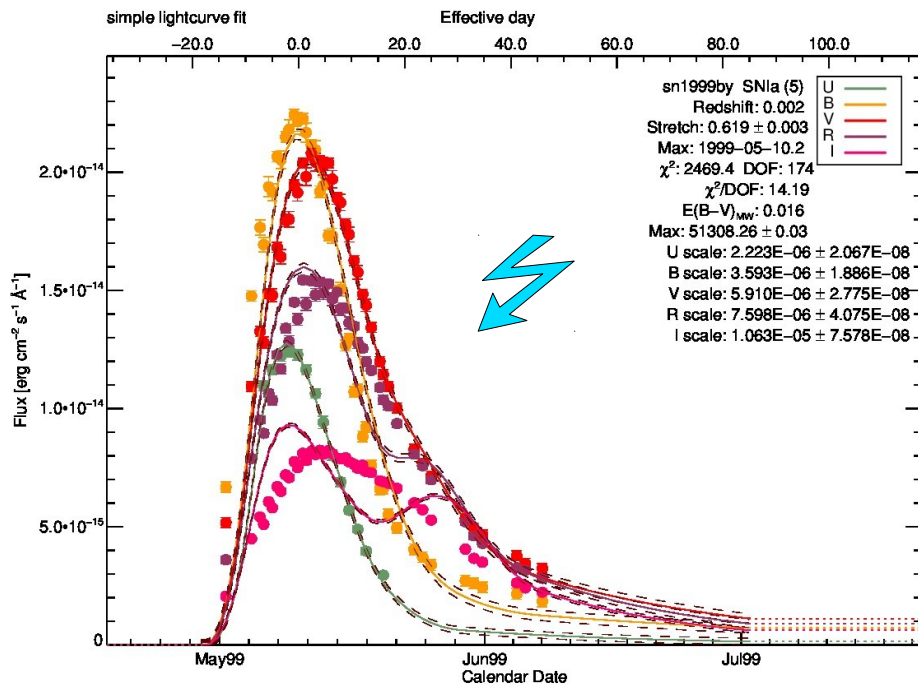 simple lightcurve fit
Effective day
−20.0 0.0 20.0 40.0 60.0 80.0 100.0
sn1999by SNIa (5)
Redshift: 0.002
Stretch: 0.619 ± 0.003
Max: 1999−05−10.2
χ²: 2469.4 DOF: 174
χ²/DOF: 14.19
E(B−V)MW: 0.016
Max: 51308.26 ± 0.03
U scale: 2.223E−06 ± 2.067E−08
B scale: 3.593E−06 ± 1.886E−08
V scale: 5.910E−06 ± 2.775E−08
R scale: 7.598E−06 ± 4.075E−08
I scale: 1.063E−05 ± 7.578E−08
U
B
V
R
I
Flux [erg cm⁻² s⁻¹ Å⁻¹]
2.0•10⁻¹⁴
1.5•10⁻¹⁴
1.0•10⁻¹⁴
5.0•10⁻¹⁵
0
May99 Jun99 Jul99
Calendar Date